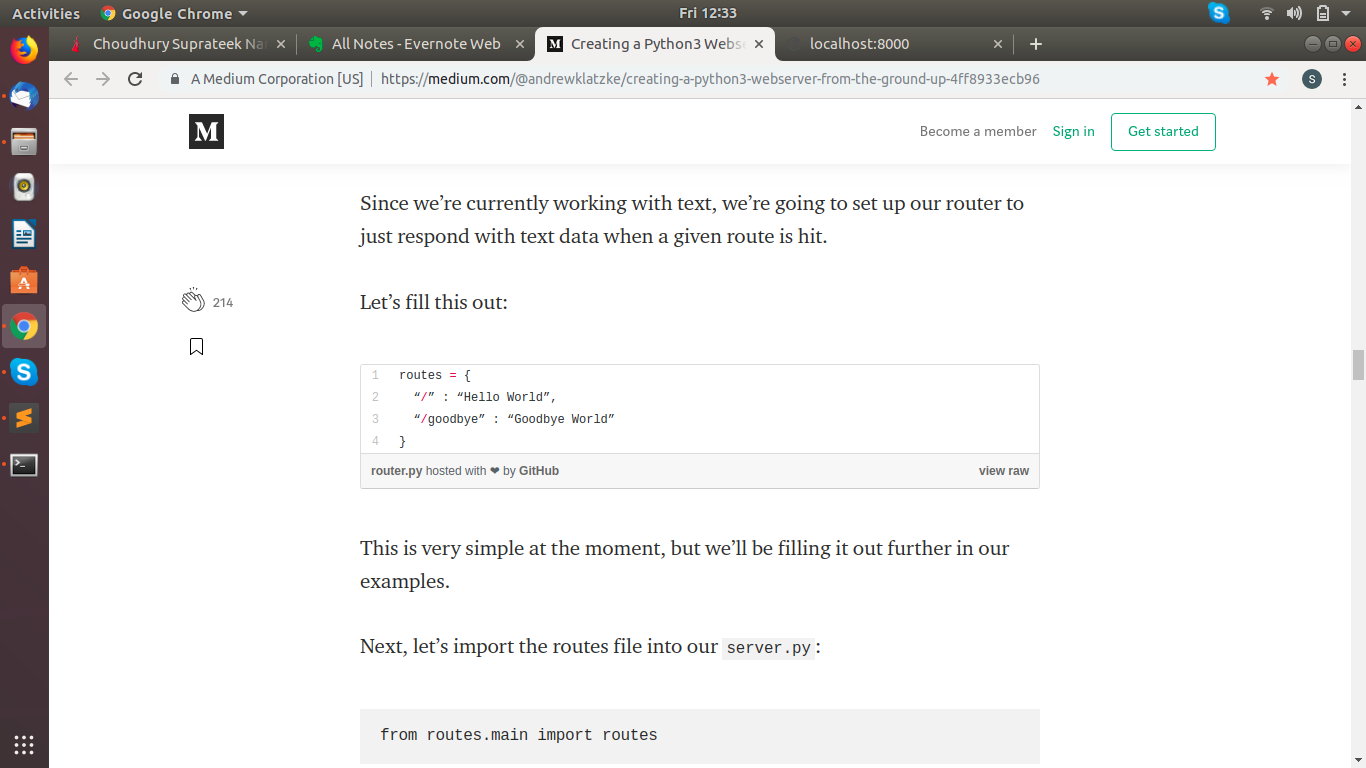 Activities Google Chrome Fri 12:33
Choudhury Suprateek Na All Notes - Evernote Web Creating a Python3 Webse localhost:8000
A Medium Corporation [US] https://medium.com/@andrewklatzke/creating-a-python3-webserver-from-the-ground-up-4ff8933ecb96 S
M Become a member Sign in Get started
Since we’re currently working with text, we’re going to set up our router to
just respond with text data when a given route is hit.
214 Let’s fill this out:
1 routes = {
2 “/” : “Hello World”,
3 “/goodbye” : “Goodbye World”
4 }
router.py hosted with ❤ by GitHub view raw
This is very simple at the moment, but we’ll be filling it out further in our
examples.
Next, let’s import the routes file into our server.py:
from routes.main import routes